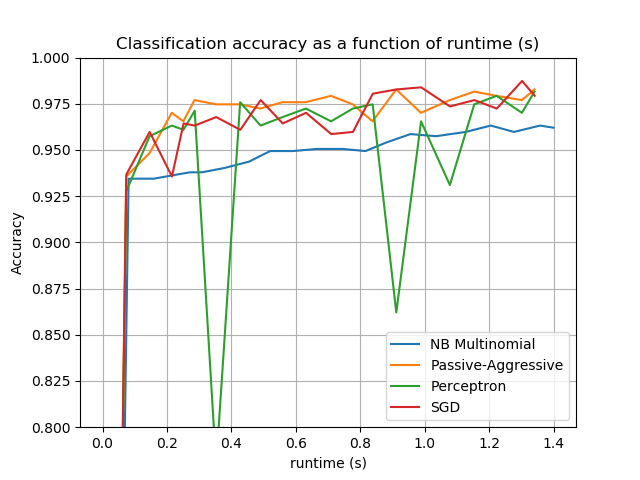 Classification accuracy as a function of runtime (s)
1.000
0.975
0.950
0.925
0.900
0.875
0.850
0.825
0.800
Accuracy
NB Multinomial
Passive-Aggressive
Perceptron
SGD
0.0 0.2 0.4 0.6 0.8 1.0 1.2 1.4
runtime (s)